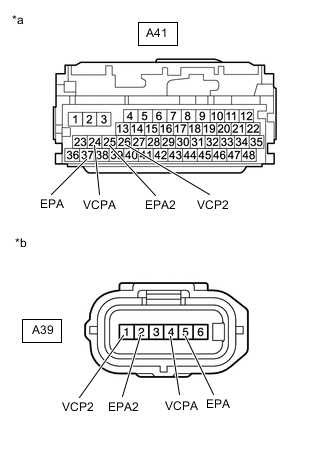 *a
A41
1 2 3
4 5 6 7 8 9 10 11 12
13 14 15 16 17 18 19 20 21 22
23 24 25 26 27 28 29 30 31 32 33 34 35
36 37 38 39 40 41 42 43 44 45 46 47 48
EPA VCPA EPA2 VCP2
*b
A39
1 2 3 4 5 6
VCP2 EPA2 VCPA EPA